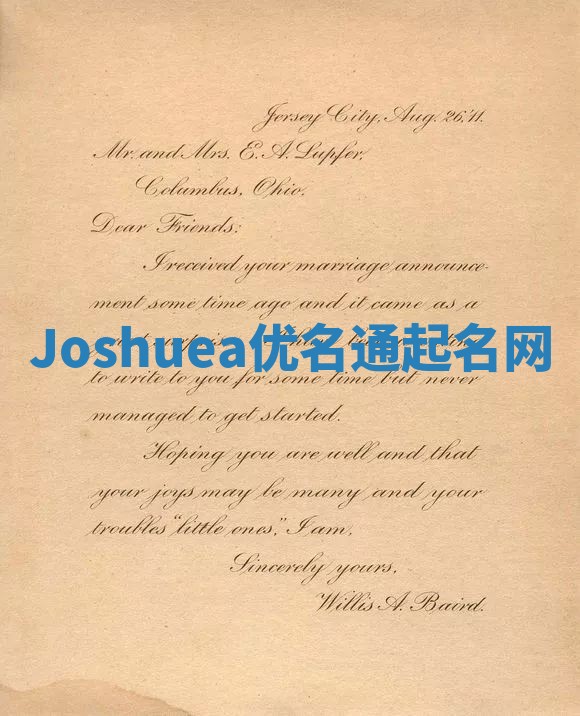 Jersey City, Aug. 26, '11.
Mr. and Mrs. E. A. Lupfer,
Columbus, Ohio.
Dear Friends:
I received your marriage announce-
ment some time ago and it came as a
Joshuea优名通起名网
to write to you for some time but never
managed to get started.
Hoping you are well and that
your joys may be many and your
troubles "little ones," I am,
Sincerely yours,
Willis A. Baird.